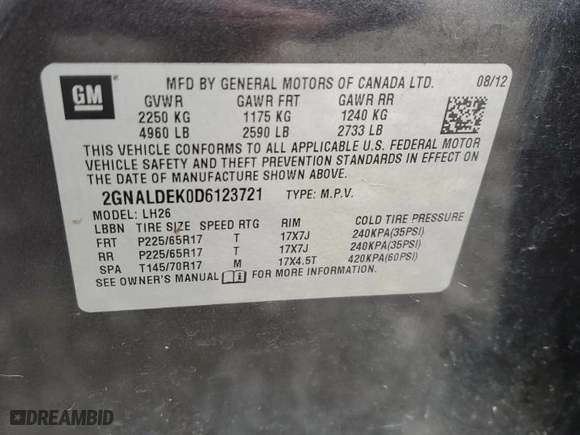 GM
MFD BY GENERAL MOTORS OF CANADA LTD. 08/12
GVWR GAWR FRT GAWR RR
2250 KG 1175 KG 1240 KG
4960 LB 2590 LB 2733 LB
THIS VEHICLE CONFORMS TO ALL APPLICABLE U.S. FEDERAL MOTOR
VEHICLE SAFETY AND THEFT PREVENTION STANDARDS IN EFFECT ON
THE DATE OF MANUFACTURE SHOWN ABOVE.
2GNALDEK0D6123721 TYPE: M.P.V.
MODEL: LH26
LBBN TIRE SIZE SPEED RTG RIM COLD TIRE PRESSURE
FRT P225/65R17 T 17X7J 240KPA(35PSI)
RR P225/65R17 T 17X7J 240KPA(35PSI)
SPA T145/70R17 M 17X4.5T 420KPA(60PSI)
SEE OWNER'S MANUAL FOR MORE INFORMATION.
DREAMBID